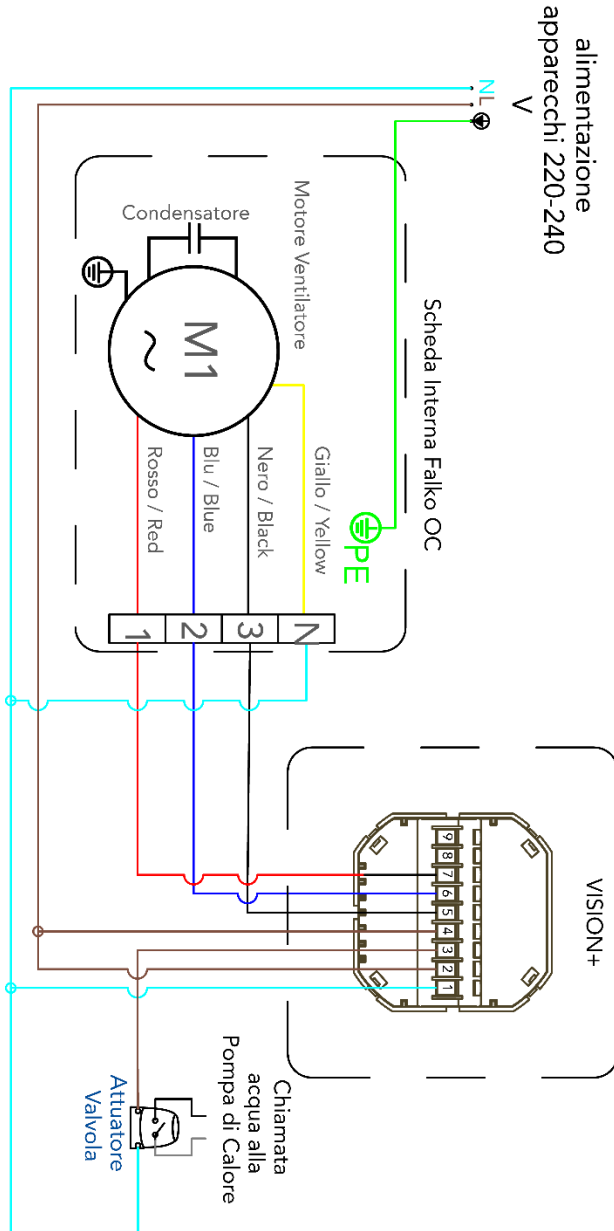 alimentazione
apparecchi 220-240
V
N
L
Scheda Interna Falko OC
Motore Ventilatore
Condensatore
M1
~
Giallo / Yellow
Nero / Black
Blu / Blue
Rosso / Red
PE
1
2
3
N
VISION+
9
8
7
6
5
4
3
2
1
Chiamata
acqua alla
Pompa di Calore
Attuatore
Valvola